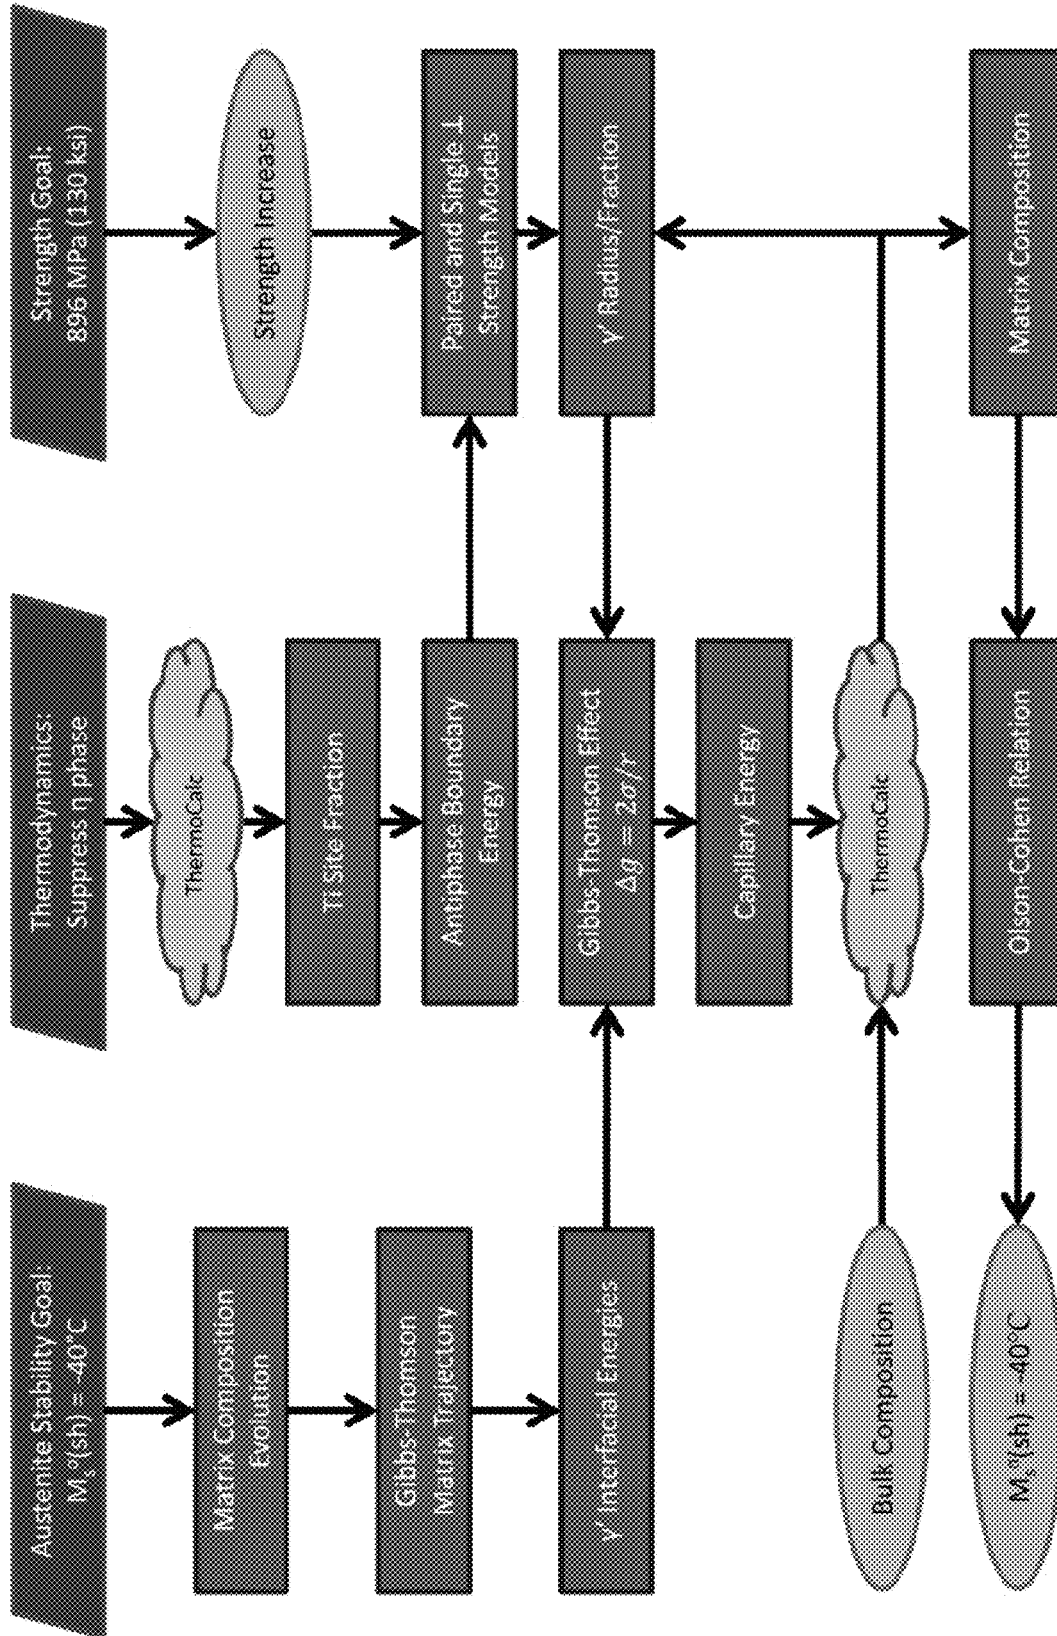 Austenite Stability Goal:
Mₛᵒ(sh) = -40°C
Matrix Composition
Evolution
Gibbs-Thomson
Matrix Trajectory
γ' Interfacial Energies
Bulk Composition
Mₛᵒ(sh) = -40°C
Thermodynamics:
Suppress η phase
ThermoCalc
Ti Site Fraction
Antiphase Boundary
Energy
Gibbs Thomson Effect
Δg = 2σ/r
Capillary Energy
ThermoCalc
Olson-Cohen Relation
Strength Goal:
896 MPa (130 ksi)
Strength Increase
Paired and Single ⊥
Strength Models
γ' Radius/Fraction
Matrix Composition